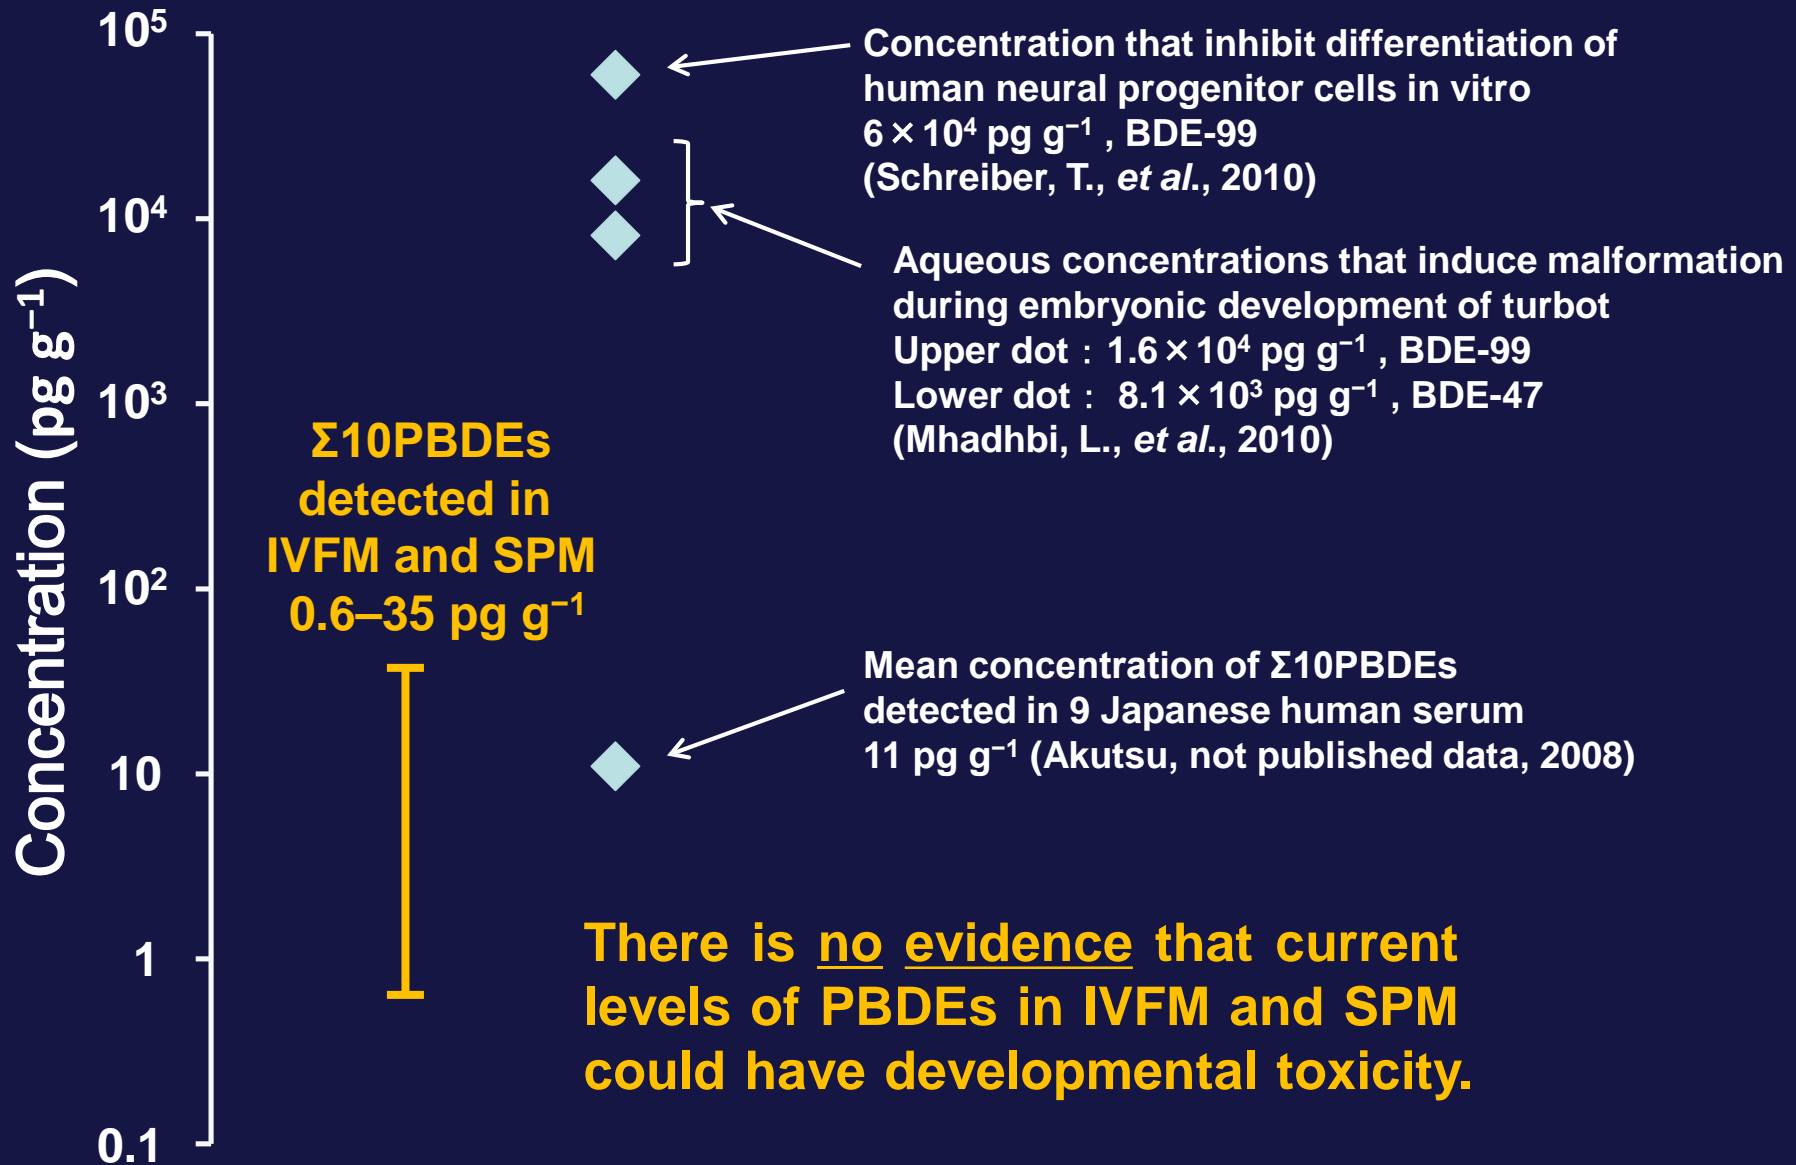 Concentration (pg g⁻¹)
10⁵
10⁴
10³
10²
10
1
0.1
Σ10PBDEs
detected in
IVFM and SPM
0.6–35 pg g⁻¹
Concentration that inhibit differentiation of
human neural progenitor cells in vitro
6×10⁴ pg g⁻¹ , BDE-99
(Schreiber, T., et al., 2010)
Aqueous concentrations that induce malformation
during embryonic development of turbot
Upper dot : 1.6×10⁴ pg g⁻¹ , BDE-99
Lower dot : 8.1×10³ pg g⁻¹ , BDE-47
(Mhadhbi, L., et al., 2010)
Mean concentration of Σ10PBDEs
detected in 9 Japanese human serum
11 pg g⁻¹ (Akutsu, not published data, 2008)
There is no evidence that current
levels of PBDEs in IVFM and SPM
could have developmental toxicity.